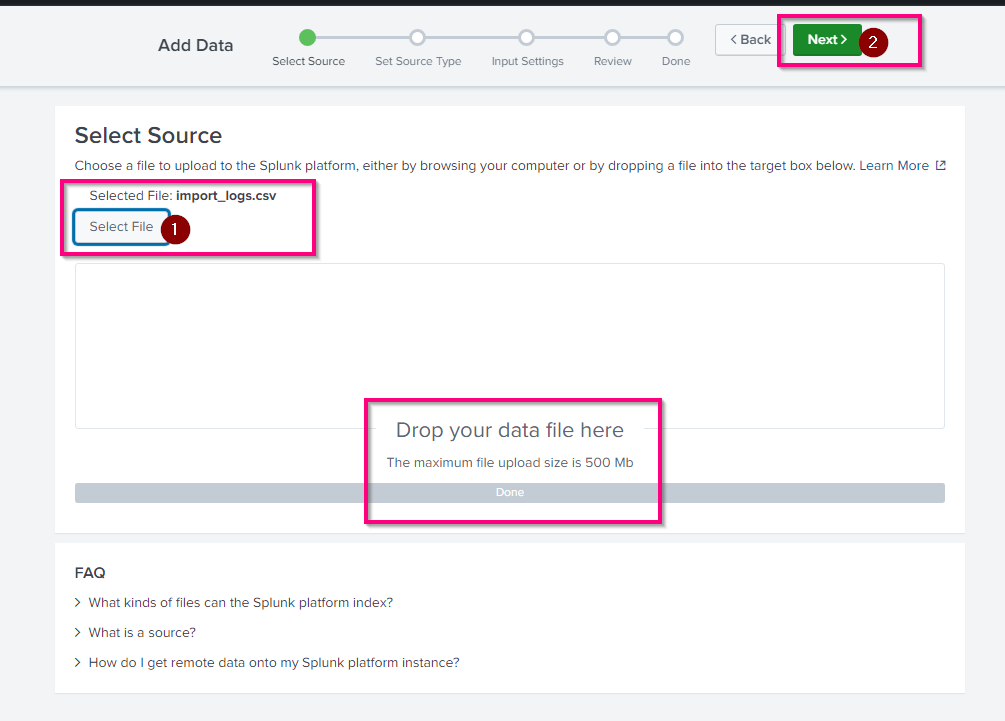 Add Data
Select Source
Set Source Type
Input Settings
Review
Done
Back
Next
2
Select Source
Choose a file to upload to the Splunk platform, either by browsing your computer or by dropping a file into the target box below. Learn More
Selected File: import_logs.csv
Select File
1
Drop your data file here
The maximum file upload size is 500 Mb
Done
FAQ
What kinds of files can the Splunk platform index?
What is a source?
How do I get remote data onto my Splunk platform instance?